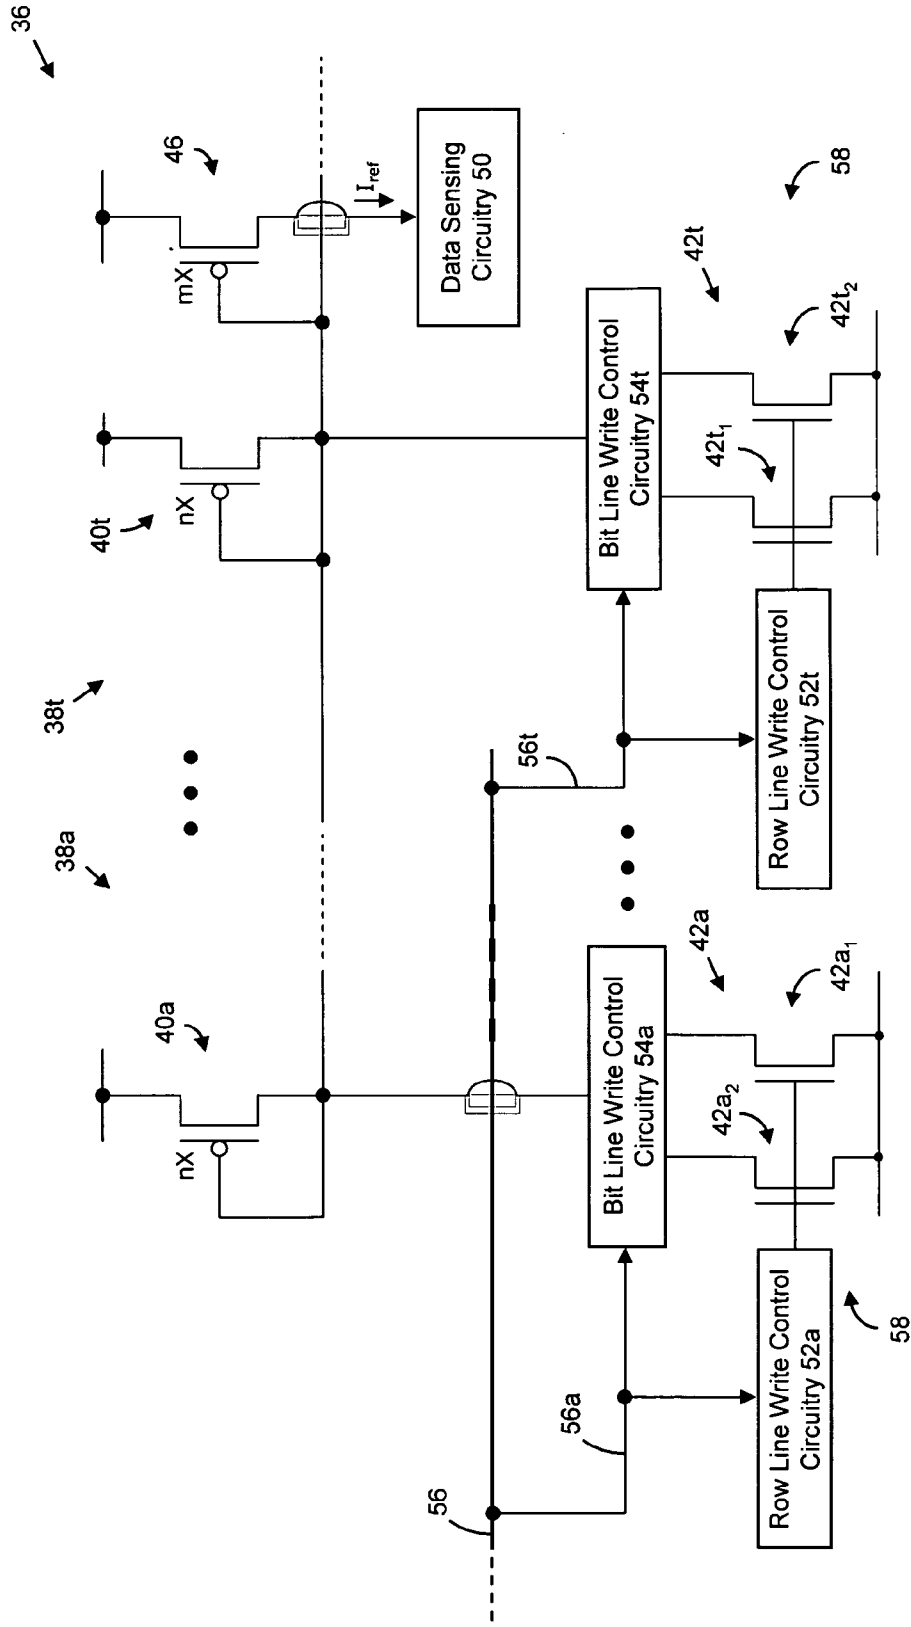 36
46
mX
I_ref
Data Sensing
Circuitry 50
40t
nX
38t
38a
40a
nX
56t
56
56a
Bit Line Write Control
Circuitry 54t
42t
42t₁
42t₂
58
Row Line Write Control
Circuitry 52t
Bit Line Write Control
Circuitry 54a
42a
42a₂
42a₁
Row Line Write Control
Circuitry 52a
58